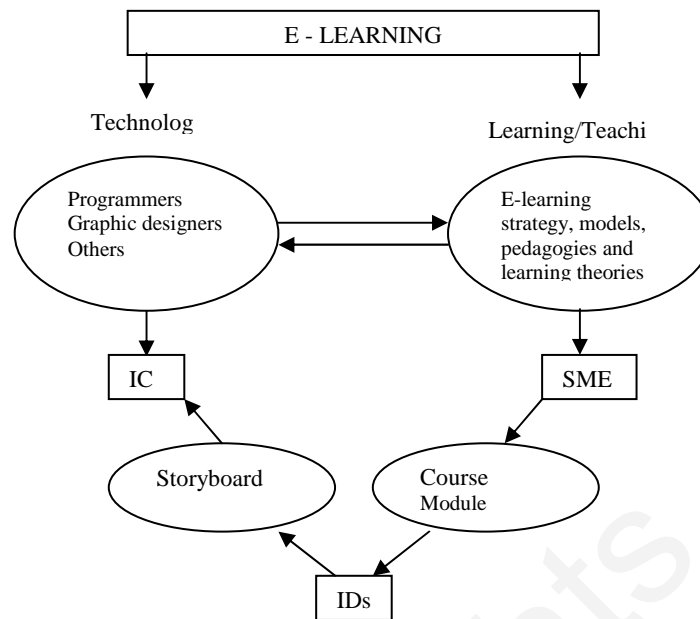 E - LEARNING
Technolog
Learning/Teachi
Programmers
Graphic designers
Others
E-learning
strategy, models,
pedagogies and
learning theories
IC
SME
Storyboard
Course
Module
IDs